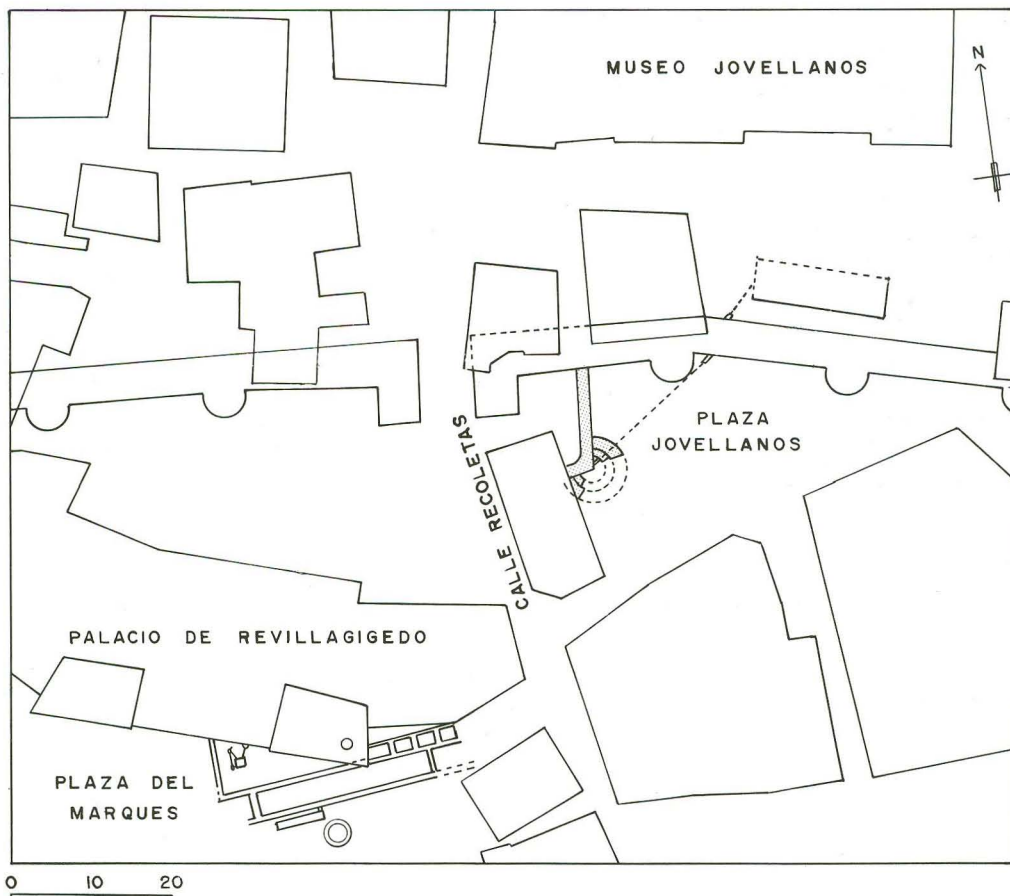 MUSEO JOVELLANOS
N
PLAZA
JOVELLANOS
CALLE RECOLETAS
PALACIO DE REVILLAGIGEDO
PLAZA DEL
MARQUES
0 10 20